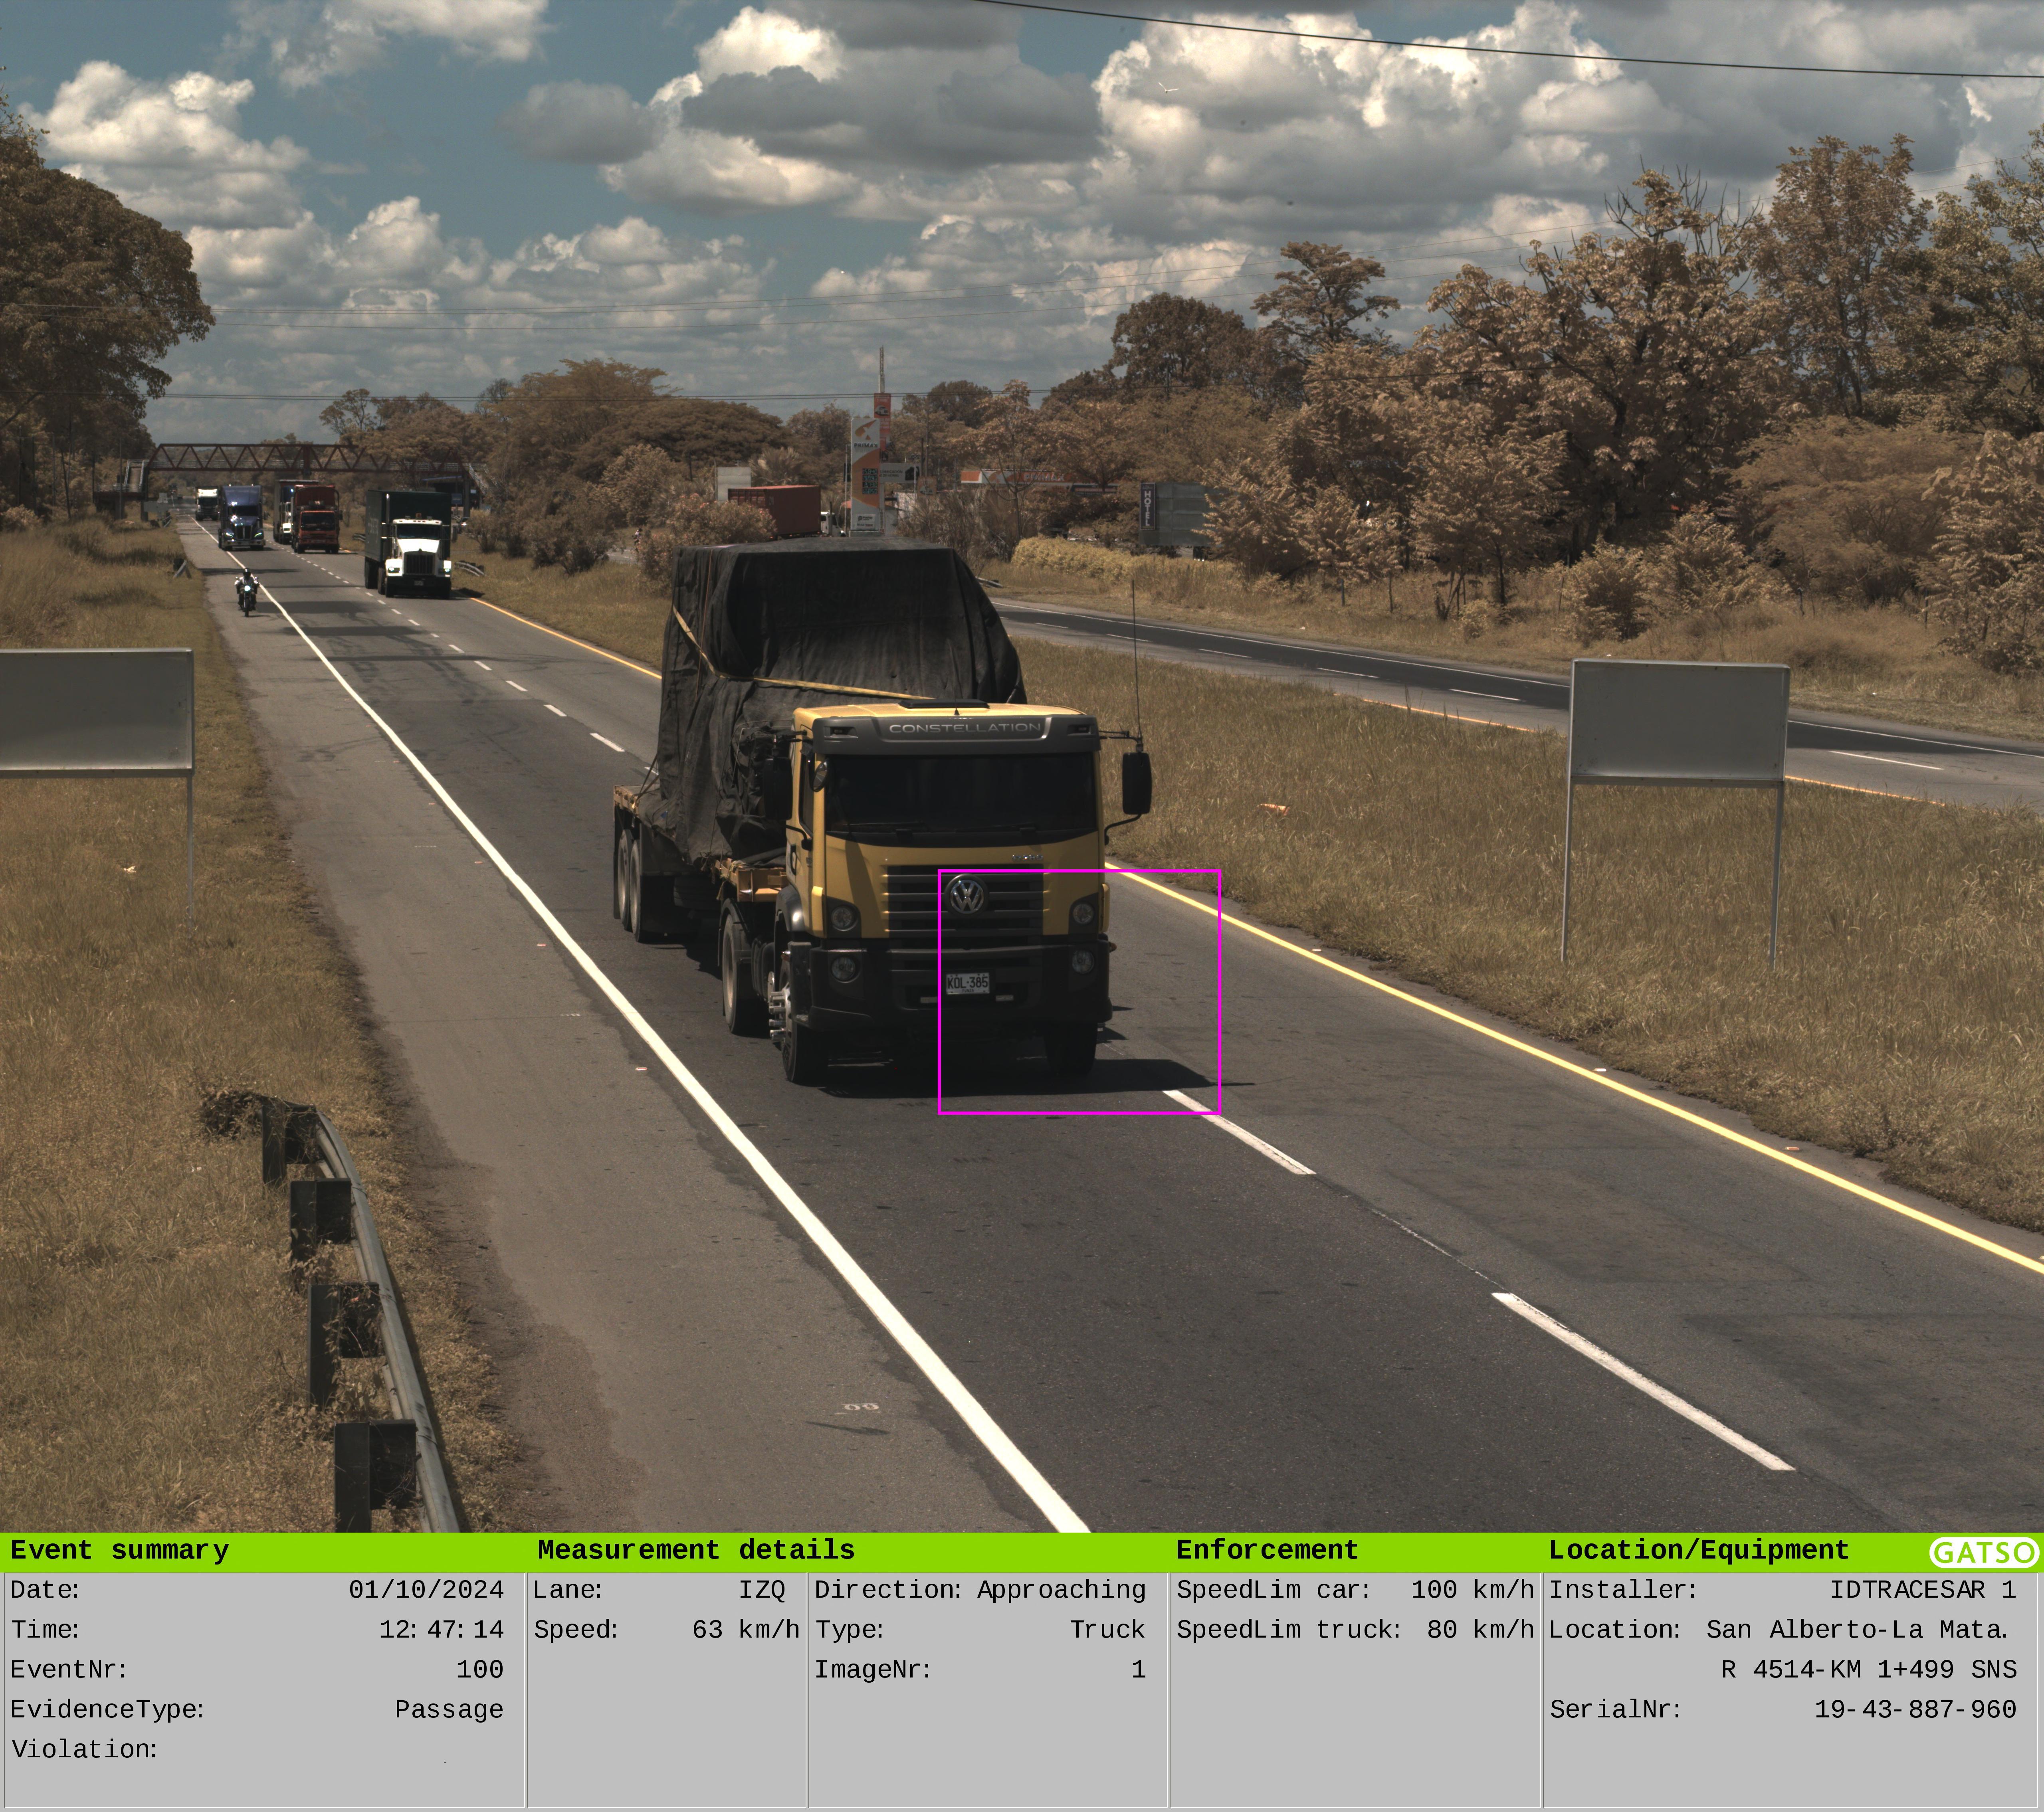 HOTEL
CONSTELLATION
KOL-385
Event summary
Date: 01/10/2024
Time: 12:47:14
EventNr: 100
EvidenceType: Passage
Violation:
Measurement details
Lane: IZQ
Speed: 63 km/h
Direction: Approaching
Type: Truck
ImageNr: 1
Enforcement
SpeedLim car: 100 km/h
SpeedLim truck: 80 km/h
Location/Equipment
GATSO
Installer: IDTRACESAR 1
Location: San Alberto-La Mata.
R 4514-KM 1+499 SNS
SerialNr: 19-43-887-960